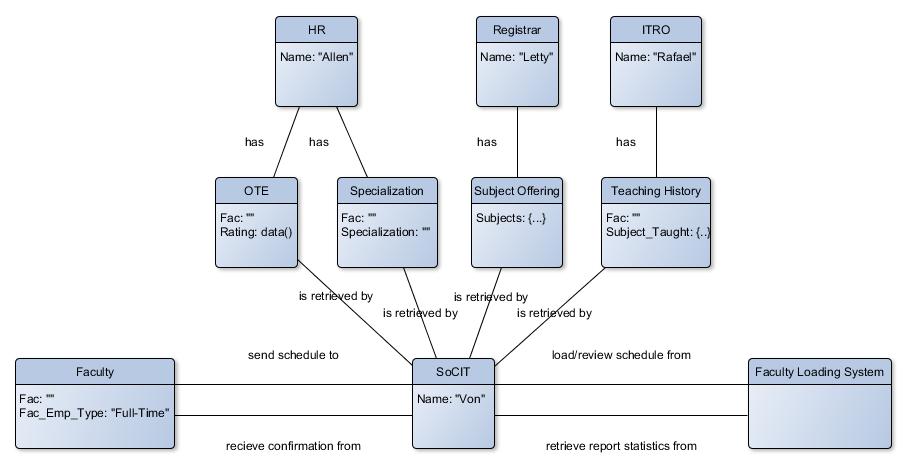 HR
Name: "Allen"
Registrar
Name: "Letty"
ITRO
Name: "Rafael"
has
has
has
has
OTE
Fac: ""
Rating: data()
Specialization
Fac: ""
Specialization: ""
Subject Offering
Subjects: {...}
Teaching History
Fac: ""
Subject_Taught: {..}
is retrieved by
is retrieved by
is retrieved by
is retrieved by
send schedule to
load/review schedule from
Faculty
Fac: ""
Fac_Emp_Type: "Full-Time"
SoCIT
Name: "Von"
Faculty Loading System
recieve confirmation from
retrieve report statistics from